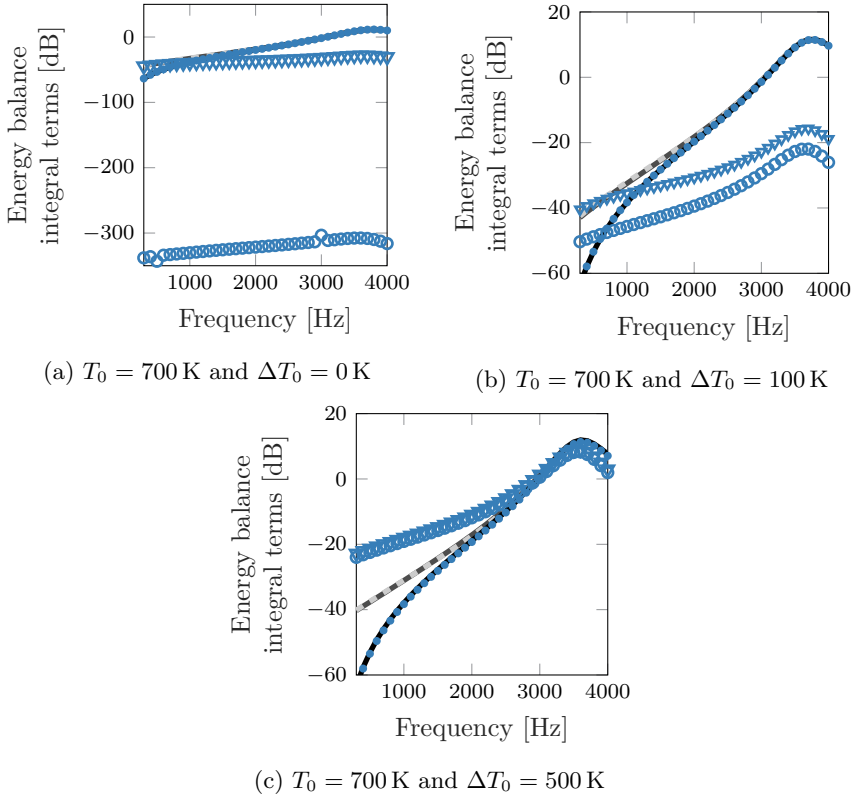 0
−100
−200
−300
1000
2000
3000
4000
Frequency [Hz]
Energy balance
integral terms [dB]
(a) T₀ = 700 K and ΔT₀ = 0 K
20
0
−20
−40
−60
1000
2000
3000
4000
Frequency [Hz]
Energy balance
integral terms [dB]
(b) T₀ = 700 K and ΔT₀ = 100 K
20
0
−20
−40
−60
1000
2000
3000
4000
Frequency [Hz]
Energy balance
integral terms [dB]
(c) T₀ = 700 K and ΔT₀ = 500 K